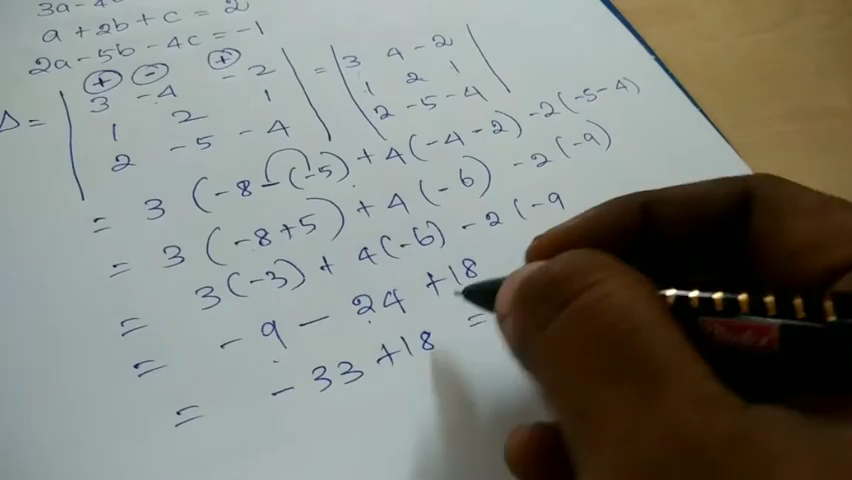 3a - 4
a + 2b + c = 2
2a - 5b - 4c = -1
+ - +
Δ = | 3 -4 -2 | = | 3 4 -2 |
| 1 2 1 | | 1 2 1 |
| 2 -5 -4 | | 2 -5 -4 |
= 3 (-8 - (-5)) + 4 (-4 - 2) - 2 (-5 - 4)
= 3 (-8 + 5) + 4 (-6) - 2 (-9)
= 3 (-3) + 4 (-6) - 2 (-9
= -9 - 24 + 18
= -33 + 18 =